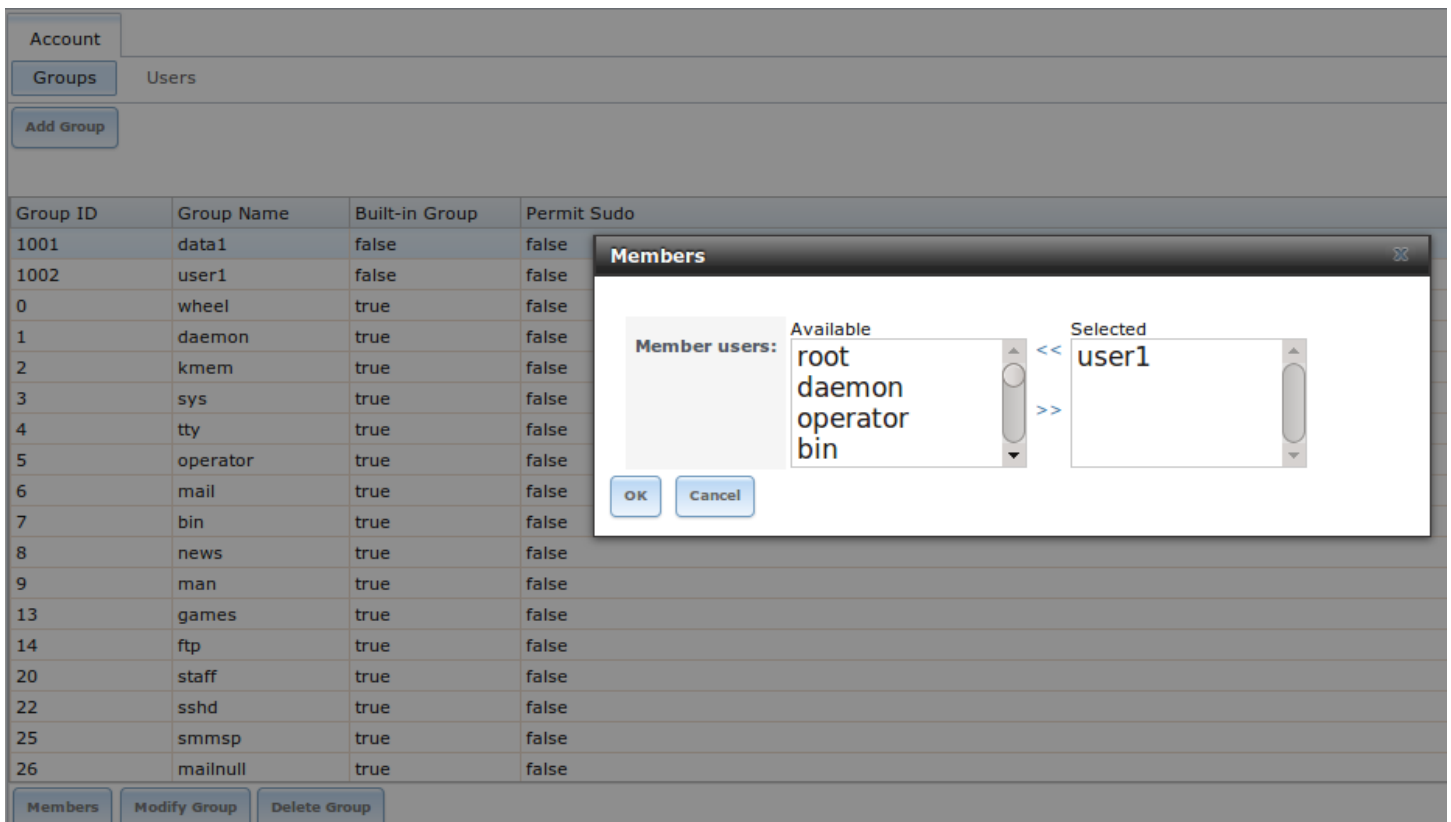 Account
Groups Users
Add Group
Group ID Group Name Built-in Group Permit Sudo
1001 data1 false false
1002 user1 false false
0 wheel true false
1 daemon true false
2 kmem true false
3 sys true false
4 tty true false
5 operator true false
6 mail true false
7 bin true false
8 news true false
9 man true false
13 games true false
14 ftp true false
20 staff true false
22 sshd true false
25 smmsp true false
26 mailnull true false
Members Modify Group Delete Group
Members
Member users:
Available
root
daemon
operator
bin
<<
>>
Selected
user1
OK Cancel